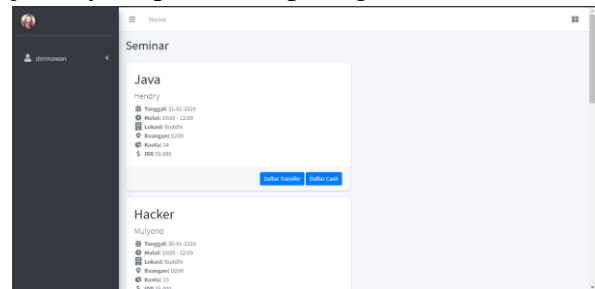 Home
dermawan
Seminar
Java
Hendry
Tanggal: 31-01-2020
Mulai: 10:00 - 12:00
Lokasi: Buddhi
Ruangan: D209
Kuota: 14
IDR 50.000
Daftar Transfer Daftar Cash
Hacker
Mulyono
Tanggal: 30-01-2020
Mulai: 10:00 - 12:00
Lokasi: Buddhi
Ruangan: D209
Kuota: 15